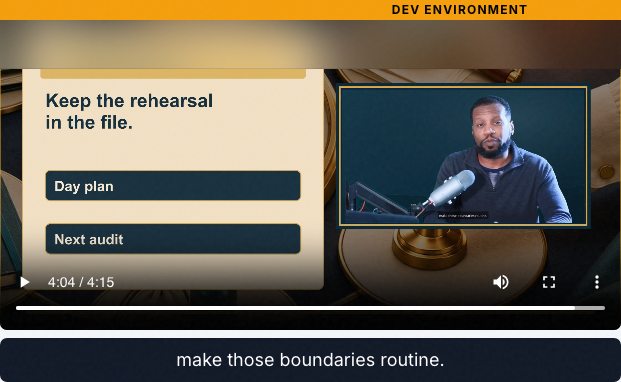 DEV ENVIRONMENT
Keep the rehearsal
in the file.
Day plan
Next audit
4:04 / 4:15
make those boundaries routine.